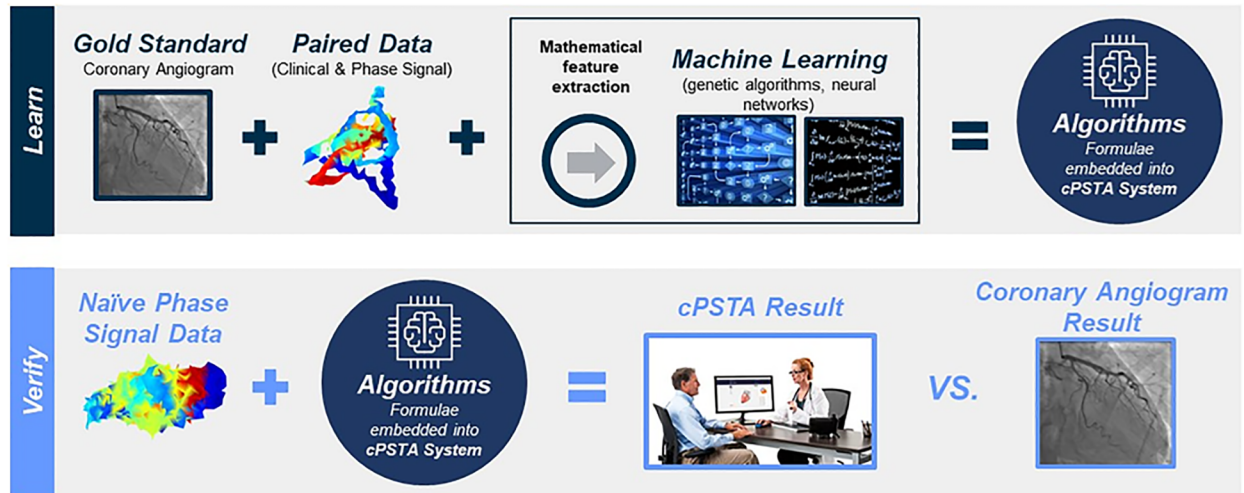 Learn
Gold Standard
Coronary Angiogram
Paired Data
(Clinical & Phase Signal)
Mathematical
feature
extraction
Machine Learning
(genetic algorithms, neural
networks)
Algorithms
Formulae
embedded into
cPSTA System
Verify
Naïve Phase
Signal Data
Algorithms
Formulae
embedded into
cPSTA System
cPSTA Result
VS.
Coronary Angiogram
Result